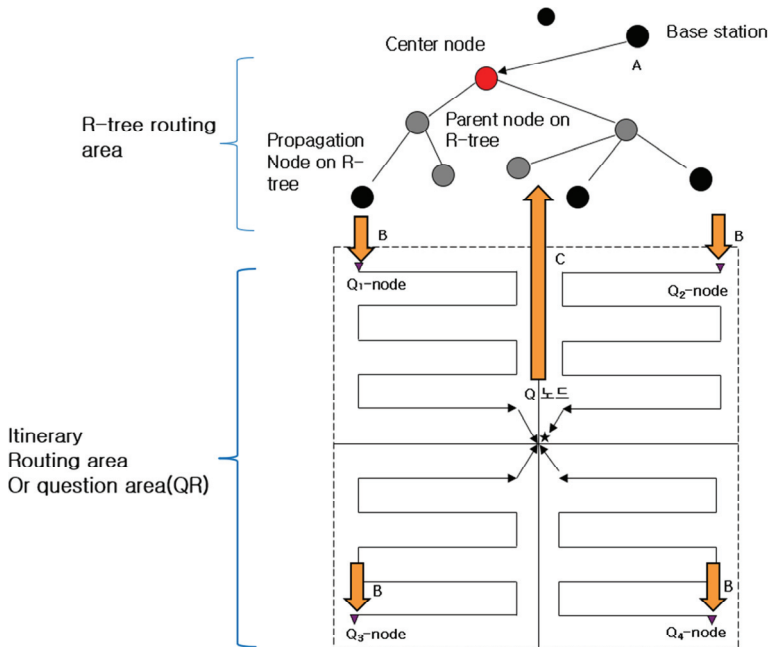 Base station
Center node
A
R-tree routing
area
Parent node on
R-tree
Propagation
Node on R-
tree
B
B
C
Q1-node
Q2-node
Q 노드
★
Itinerary
Routing area
Or question area(QR)
B
B
Q3-node
Q4-node